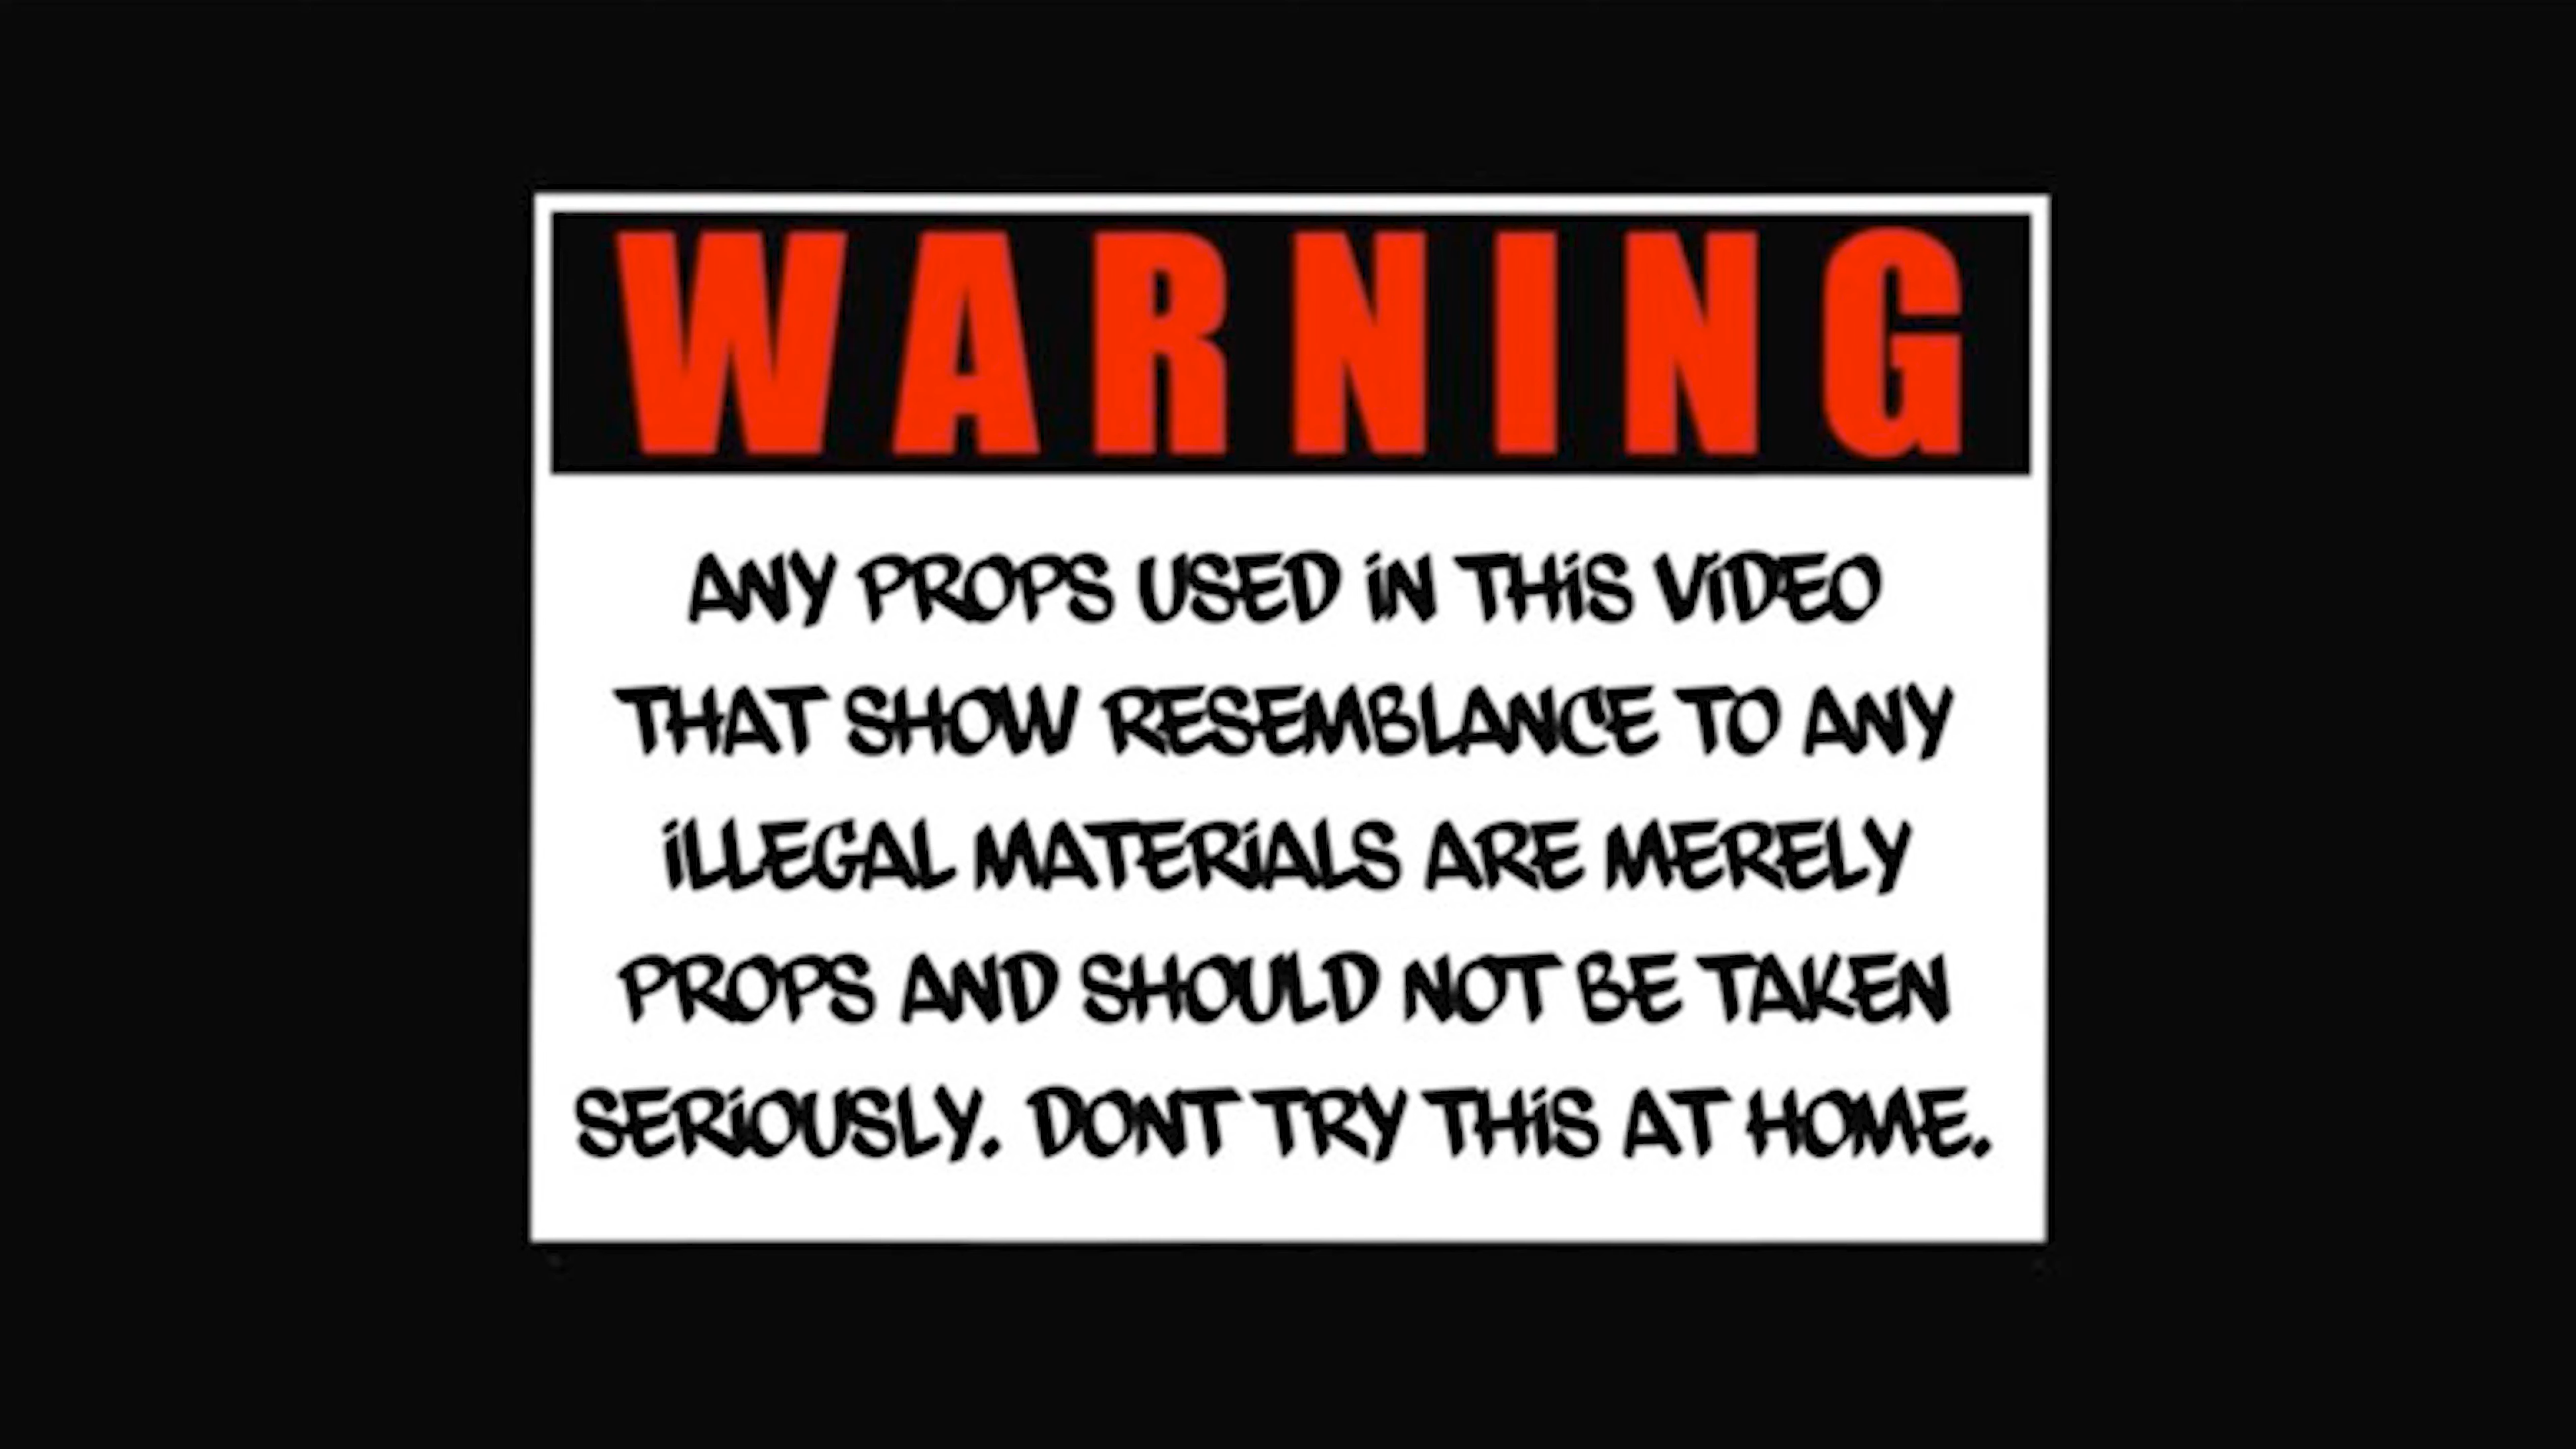 WARNING
ANY PROPS USED iN THiS ViDEO
THAT SHOW RESEMBLANCE TO ANY
iLLEGAL MATERiALS ARE MERELY
PROPS AND SHOULD NOT BE TAKEN
SERiOUSLY. DONT TRY THiS AT HOME.